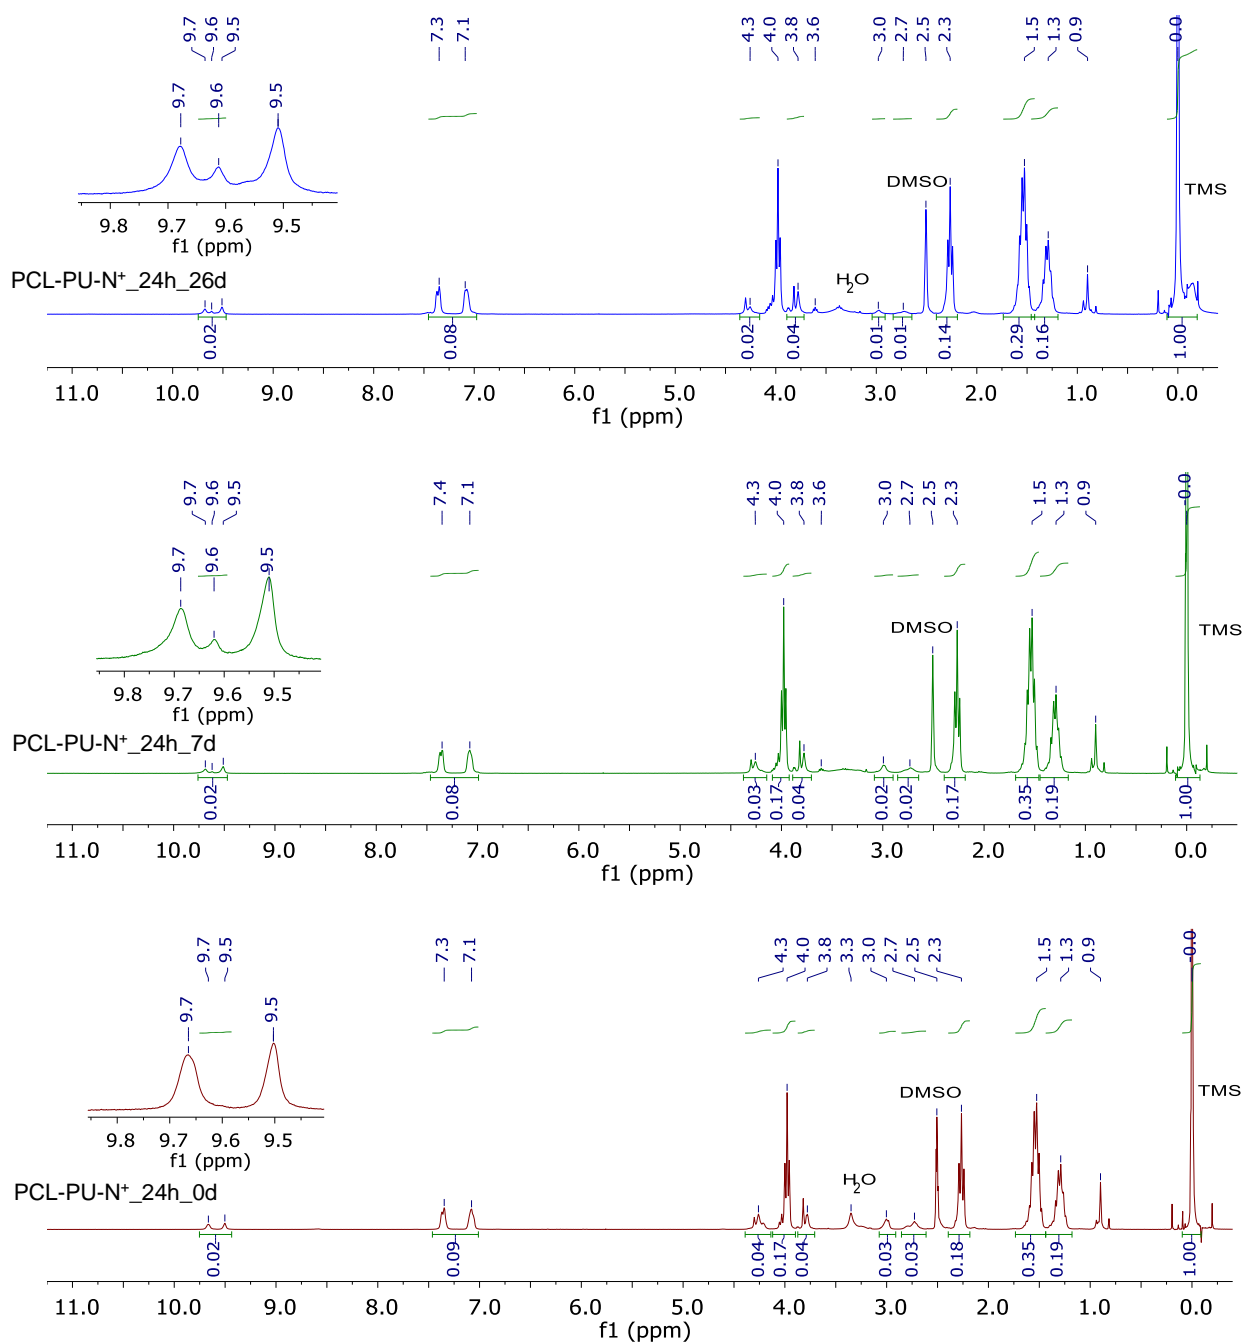 9.7 9.6 9.5 7.3 7.1 4.3 4.0 3.8 3.6 3.0 2.7 2.5 2.3 1.5 1.3 0.9 0.0
9.7 9.6 9.5
DMSO
TMS
9.8 9.7 9.6 9.5
f1 (ppm)
PCL-PU-N⁺_24h_26d
H₂O
0.02 0.08 0.02 0.04 0.01 0.01 0.14 0.29 0.16 1.00
11.0 10.0 9.0 8.0 7.0 6.0 5.0 4.0 3.0 2.0 1.0 0.0
f1 (ppm)
9.7 9.6 9.5 7.4 7.1 4.3 4.0 3.8 3.6 3.0 2.7 2.5 2.3 1.5 1.3 0.9 -0.0
9.7 9.6 9.5
DMSO
TMS
9.8 9.7 9.6 9.5
f1 (ppm)
PCL-PU-N⁺_24h_7d
0.02 0.08 0.03 0.17 0.04 0.02 0.02 0.17 0.35 0.19 1.00
11.0 10.0 9.0 8.0 7.0 6.0 5.0 4.0 3.0 2.0 1.0 0.0
f1 (ppm)
9.7 9.5 7.3 7.1 4.3 4.0 3.8 3.3 3.0 2.7 2.5 2.3 1.5 1.3 0.9 -0.0
9.7 9.5
DMSO
TMS
9.8 9.7 9.6 9.5
f1 (ppm)
PCL-PU-N⁺_24h_0d
H₂O
0.02 0.09 0.04 0.17 0.04 0.03 0.03 0.18 0.35 0.19 1.00
11.0 10.0 9.0 8.0 7.0 6.0 5.0 4.0 3.0 2.0 1.0 0.0
f1 (ppm)